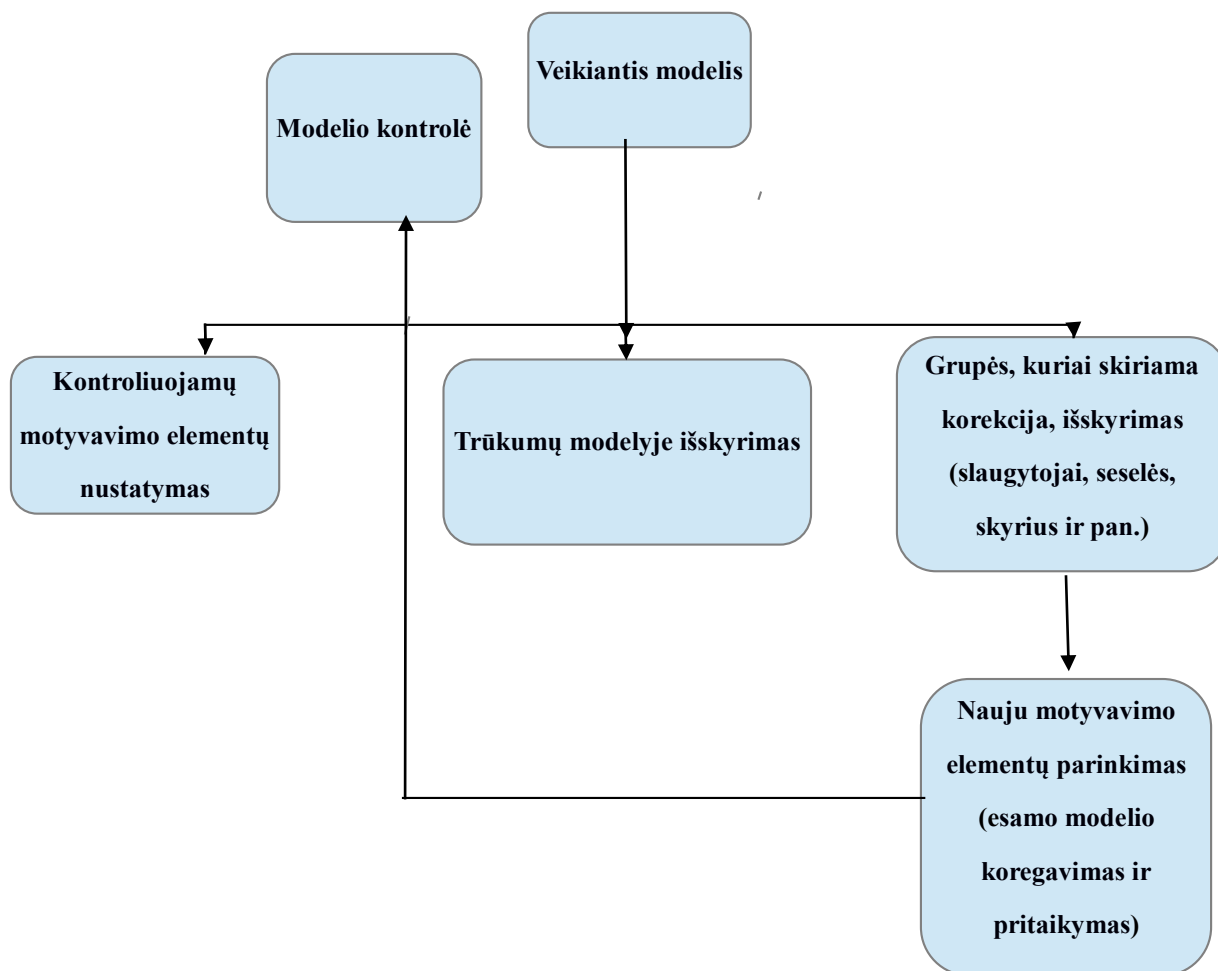 Veikiantis modelis
Modelio kontrolė
Kontroliuojamų
motyvavimo elementų
nustatymas
Trūkumų modelyje išskyrimas
Grupės, kuriai skiriama
korekcija, išskyrimas
(slaugytojai, seselės,
skyrius ir pan.)
Nauju motyvavimo
elementų parinkimas
(esamo modelio
koregavimas ir
pritaikymas)